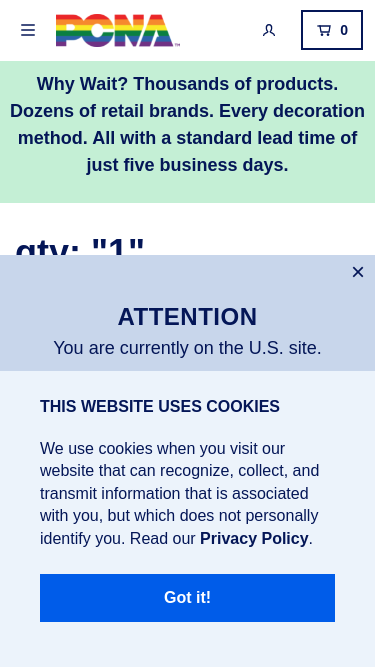 PCNA™
0
Why Wait? Thousands of products.
Dozens of retail brands. Every decoration
method. All with a standard lead time of
just five business days.
qty: "1"
×
ATTENTION
You are currently on the U.S. site.
THIS WEBSITE USES COOKIES
We use cookies when you visit our
website that can recognize, collect, and
transmit information that is associated
with you, but which does not personally
identify you. Read our Privacy Policy.
Got it!